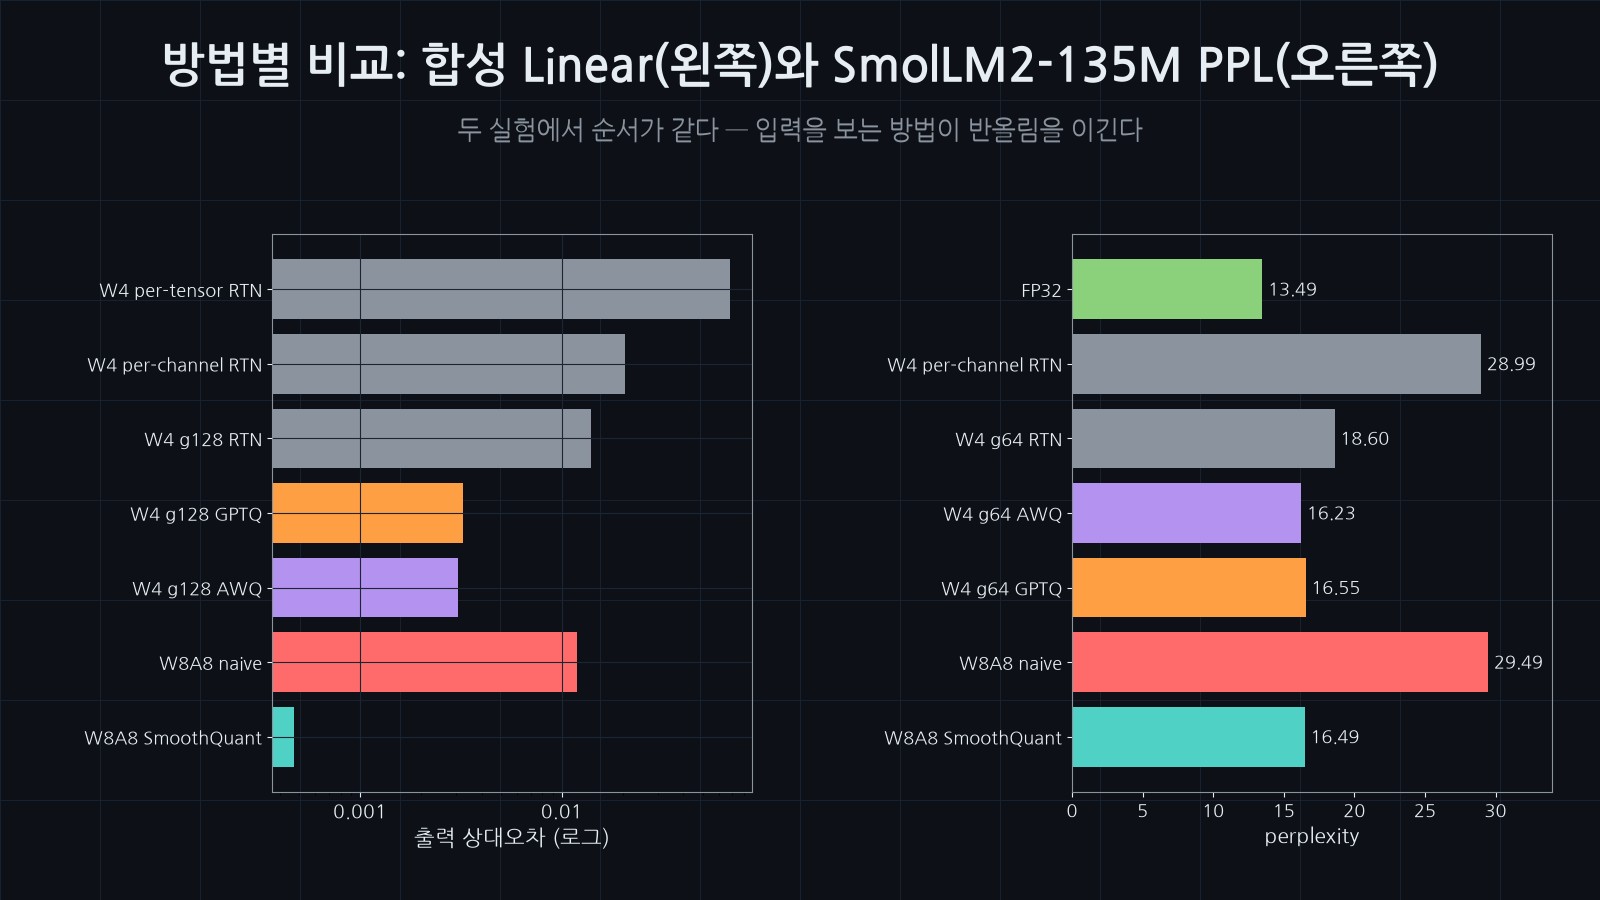 방법별 비교: 합성 Linear(왼쪽)와 SmolLM2-135M PPL(오른쪽)
두 실험에서 순서가 같다 — 입력을 보는 방법이 반올림을 이긴다
W4 per-tensor RTN
W4 per-channel RTN
W4 g128 RTN
W4 g128 GPTQ
W4 g128 AWQ
W8A8 naive
W8A8 SmoothQuant
0.001 0.01
출력 상대오차 (로그)
FP32 13.49
W4 per-channel RTN 28.99
W4 g64 RTN 18.60
W4 g64 AWQ 16.23
W4 g64 GPTQ 16.55
W8A8 naive 29.49
W8A8 SmoothQuant 16.49
0 5 10 15 20 25 30
perplexity